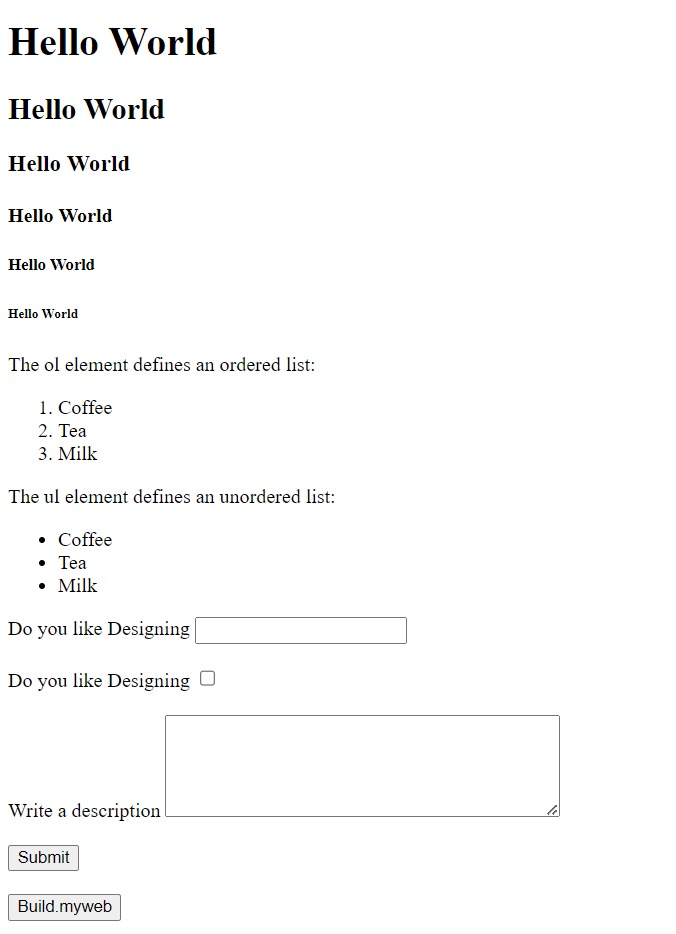 Hello World
Hello World
Hello World
Hello World
Hello World
Hello World
The ol element defines an ordered list:
1. Coffee
2. Tea
3. Milk
The ul element defines an unordered list:
• Coffee
• Tea
• Milk
Do you like Designing
Do you like Designing
Write a description
Submit
Build.myweb